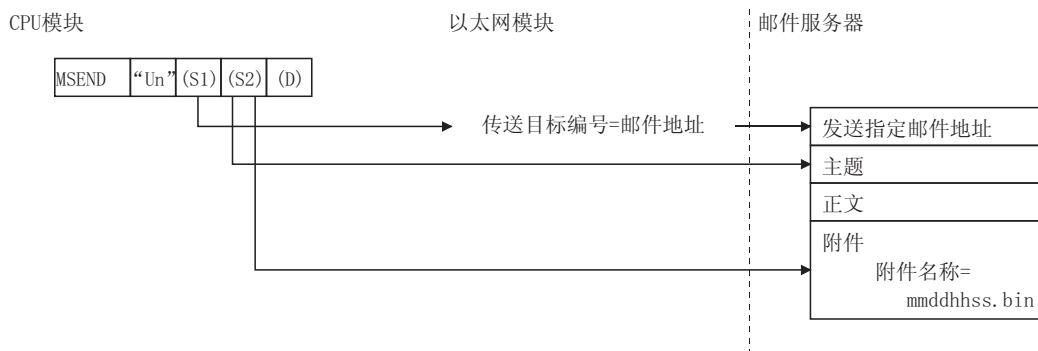 CPU模块
以太网模块
邮件服务器
MSEND “Un” (S1) (S2) (D)
传送目标编号=邮件地址
发送指定邮件地址
主题
正文
附件
附件名称=
mmddhhss.bin